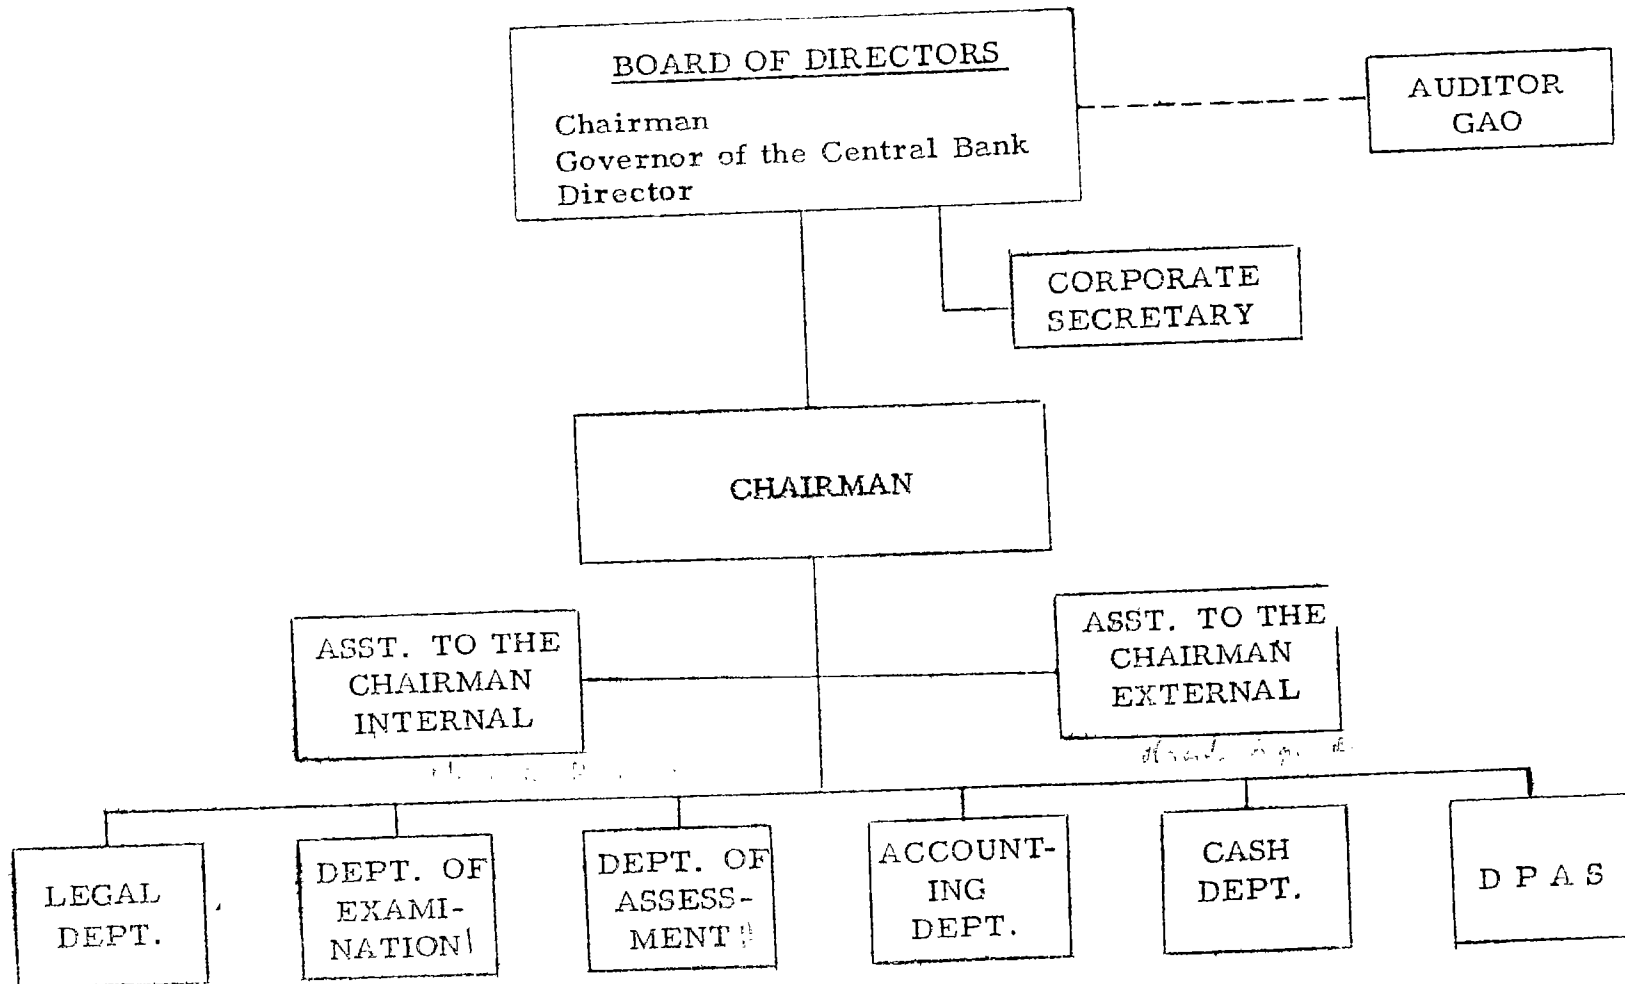 BOARD OF DIRECTORS
Chairman
Governor of the Central Bank
Director
AUDITOR
GAO
CORPORATE
SECRETARY
CHAIRMAN
ASST. TO THE
CHAIRMAN
INTERNAL
ASST. TO THE
CHAIRMAN
EXTERNAL
LEGAL
DEPT.
DEPT. OF
EXAMI-
NATION
DEPT. OF
ASSESS-
MENT
ACCOUNT-
ING
DEPT.
CASH
DEPT.
D P A S